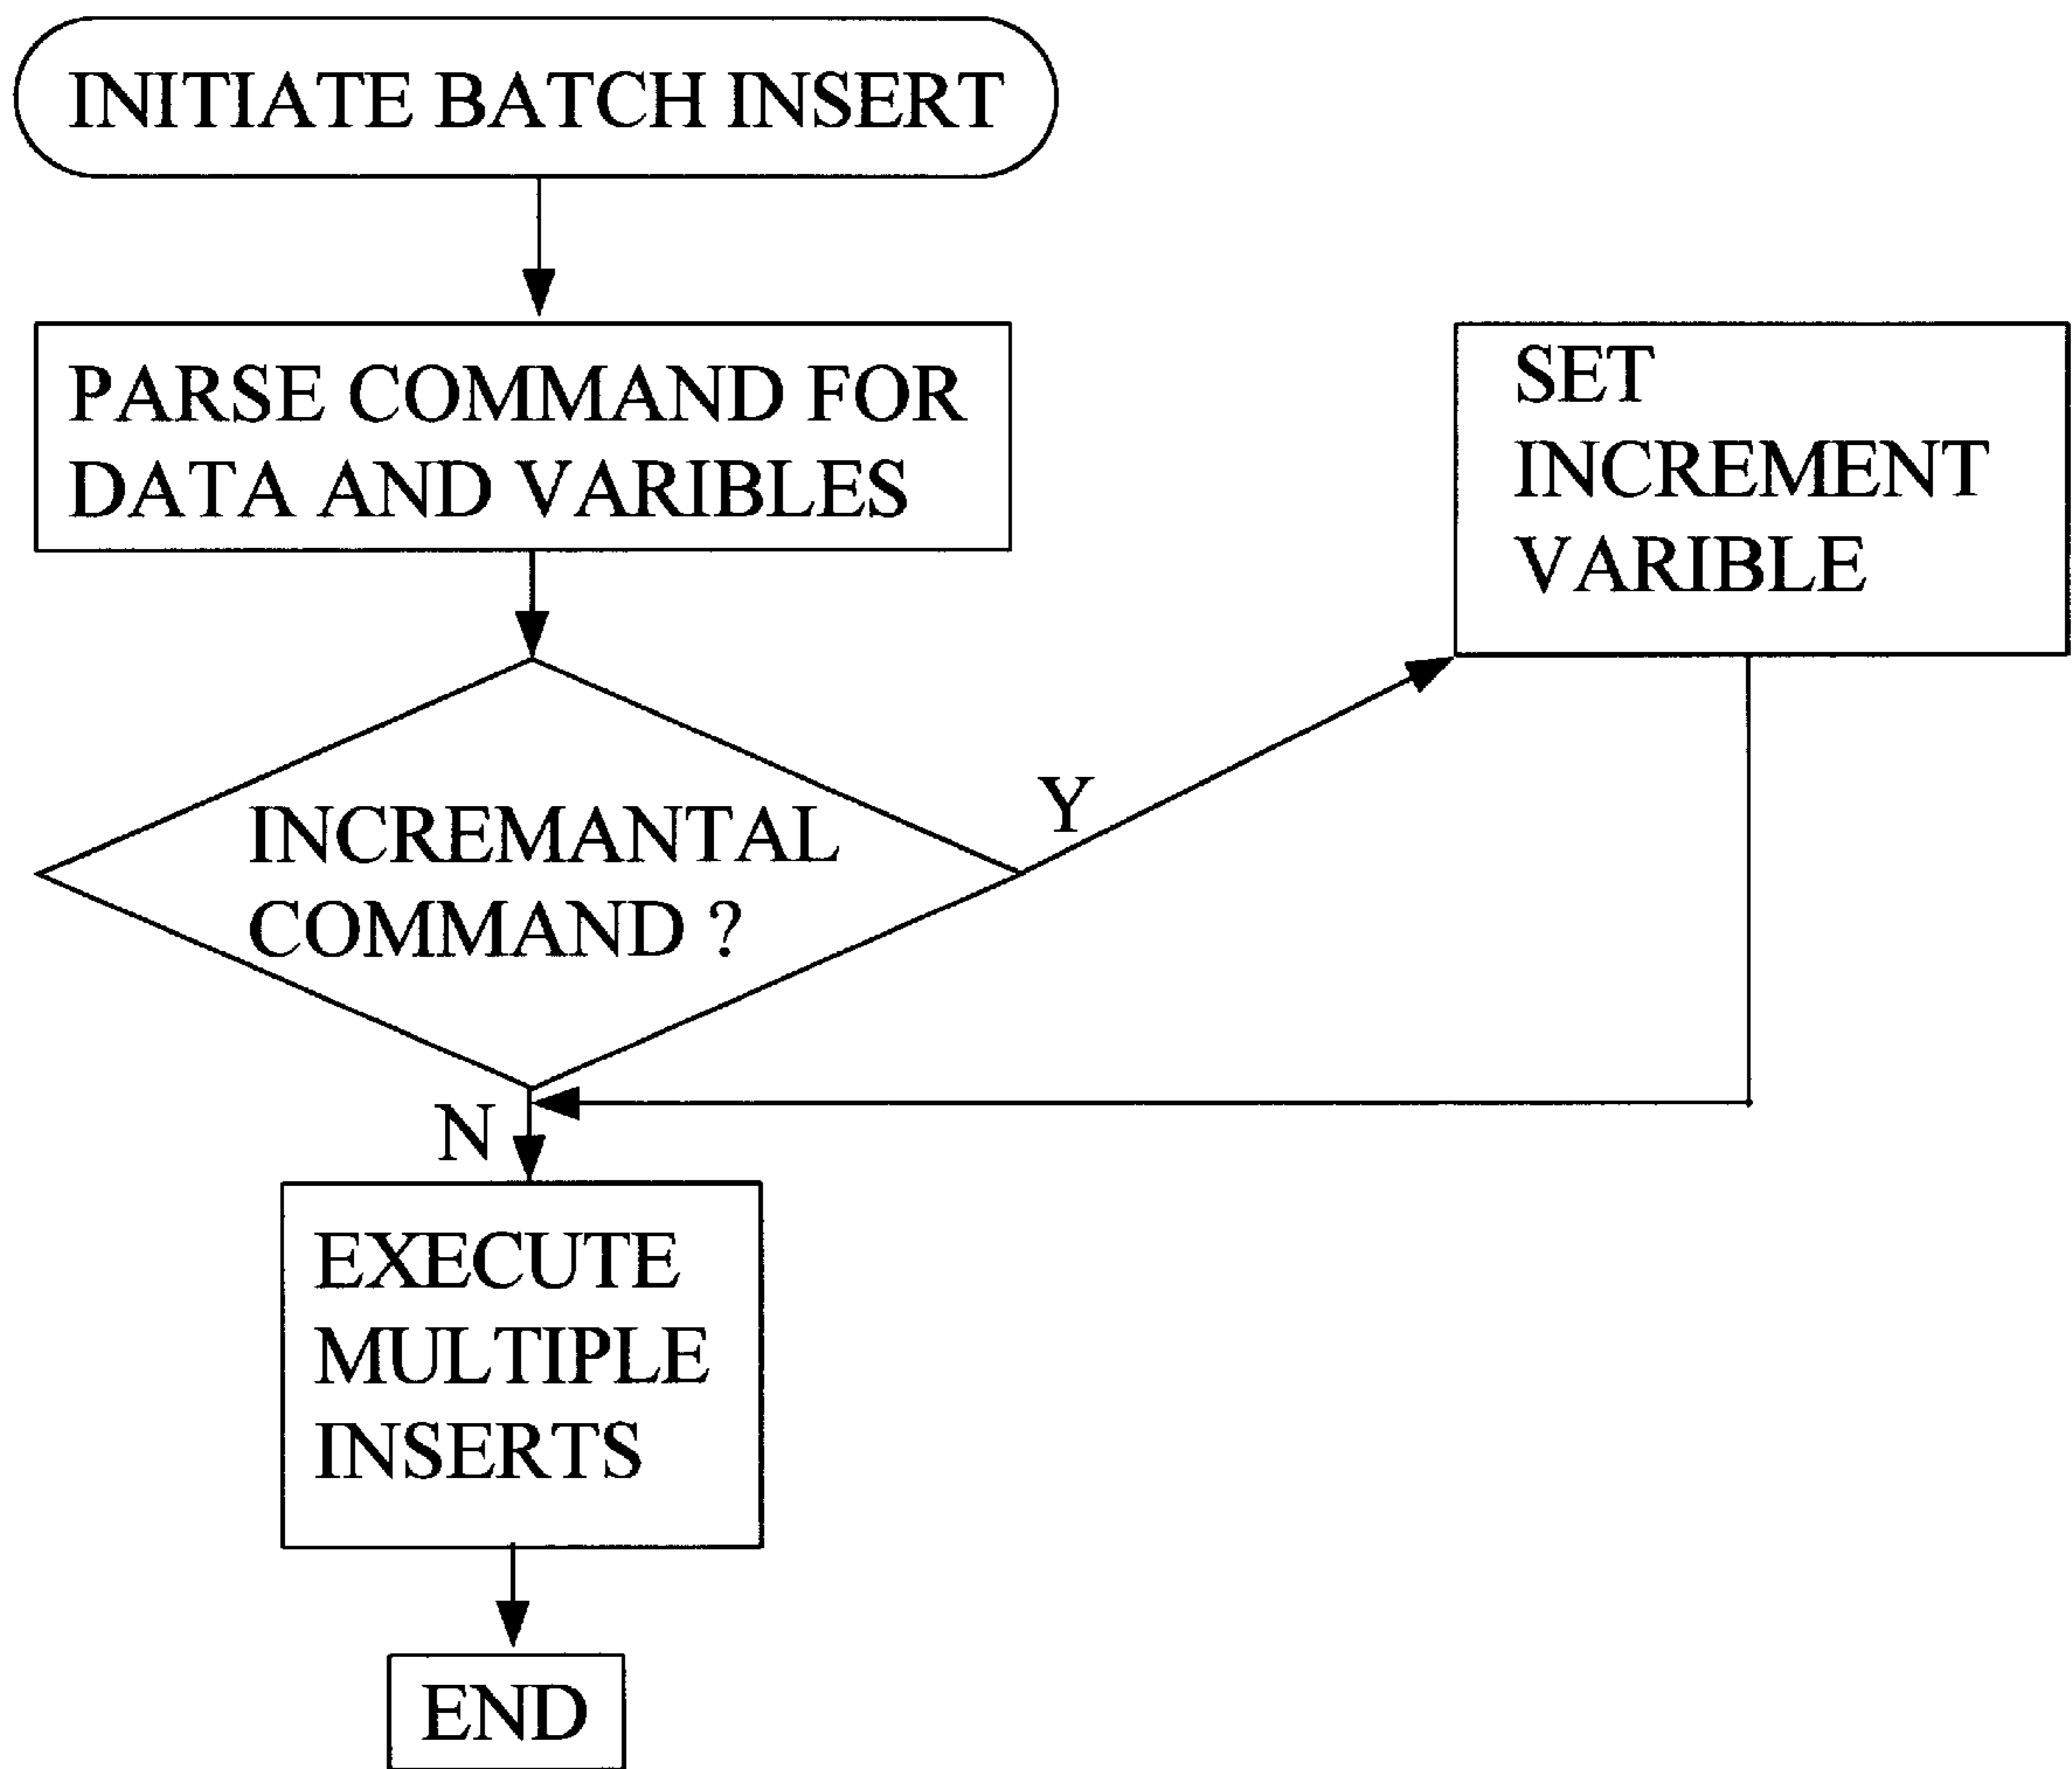 INITIATE BATCH INSERT
PARSE COMMAND FOR
DATA AND VARIBLES
SET
INCREMENT
VARIBLE
INCREMANTAL
COMMAND ?
Y
N
EXECUTE
MULTIPLE
INSERTS
END